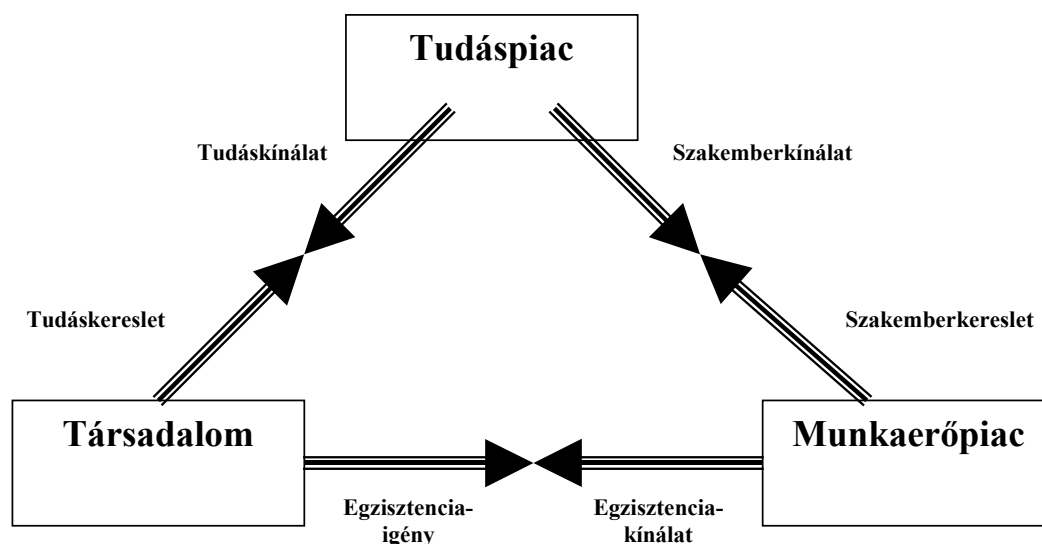 Tudáspiac
Tudáskínálat
Szakemberkínálat
Tudáskereslet
Szakemberkereslet
Társadalom
Munkaerőpiac
Egzisztencia-
igény
Egzisztencia-
kínálat